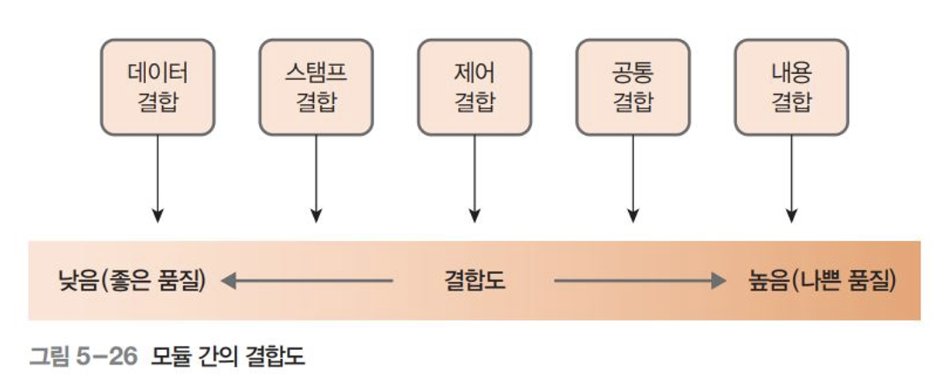 데이터
결합
스탬프
결합
제어
결합
공통
결합
내용
결합
낮음(좋은 품질) 결합도 높음(나쁜 품질)
그림 5-26 모듈 간의 결합도